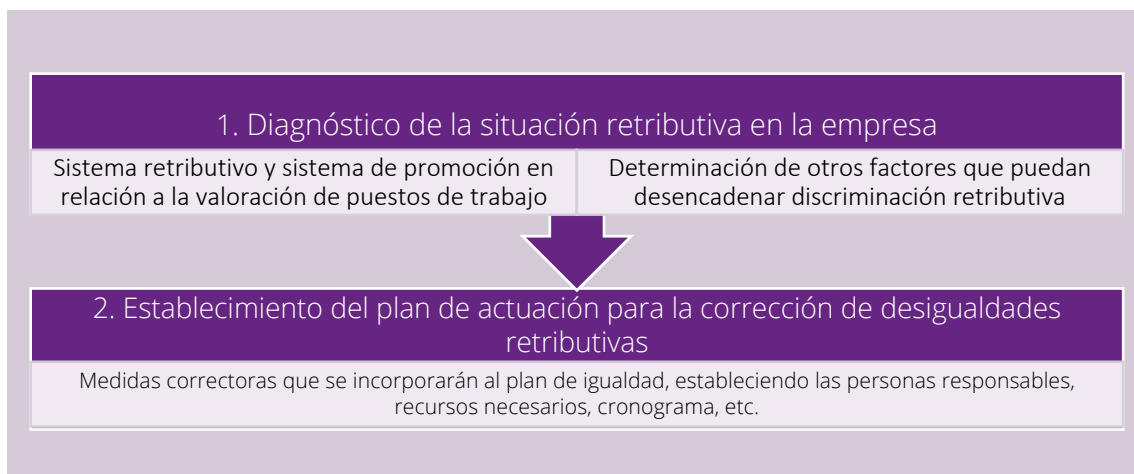 1. Diagnóstico de la situación retributiva en la empresa
Sistema retributivo y sistema de promoción en
relación a la valoración de puestos de trabajo
Determinación de otros factores que puedan
desencadenar discriminación retributiva
2. Establecimiento del plan de actuación para la corrección de desigualdades
retributivas
Medidas correctoras que se incorporarán al plan de igualdad, estableciendo las personas responsables,
recursos necesarios, cronograma, etc.